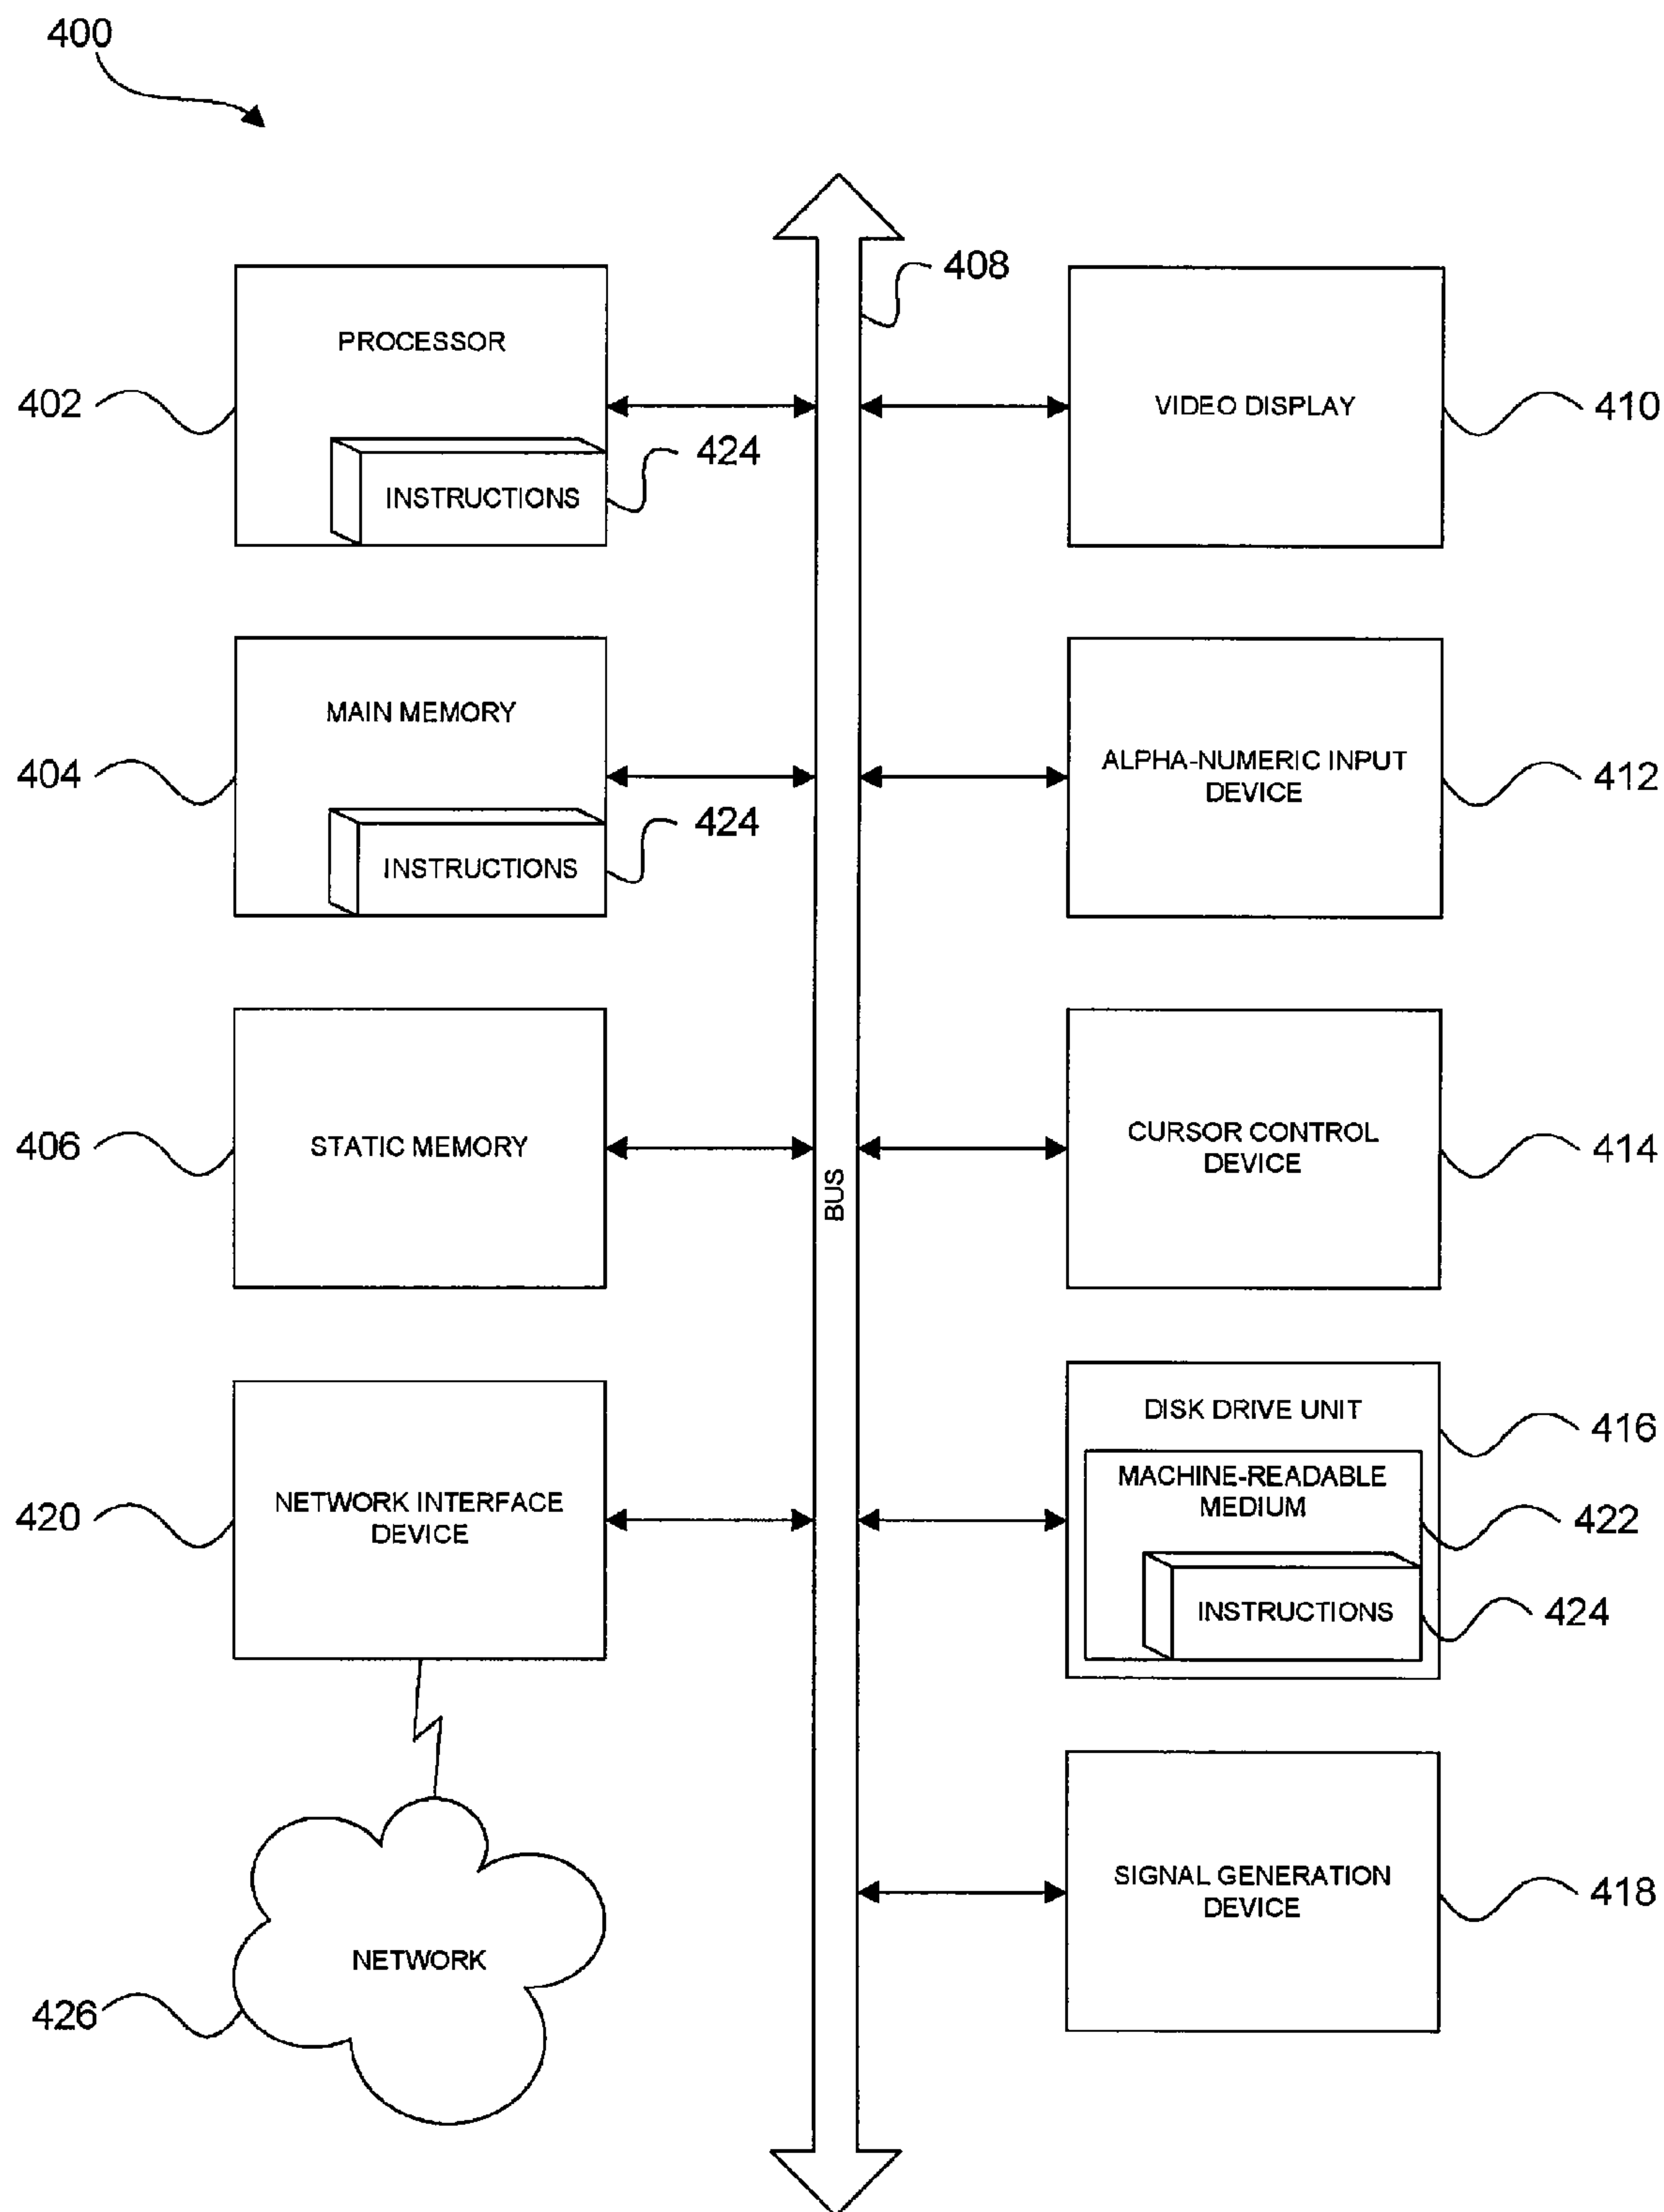 400
408
PROCESSOR
402
424
INSTRUCTIONS
VIDEO DISPLAY
410
MAIN MEMORY
404
424
INSTRUCTIONS
ALPHA-NUMERIC INPUT
DEVICE
412
STATIC MEMORY
406
BUS
CURSOR CONTROL
DEVICE
414
NETWORK INTERFACE
DEVICE
420
DISK DRIVE UNIT
416
MACHINE-READABLE
MEDIUM
422
INSTRUCTIONS
424
NETWORK
426
SIGNAL GENERATION
DEVICE
418